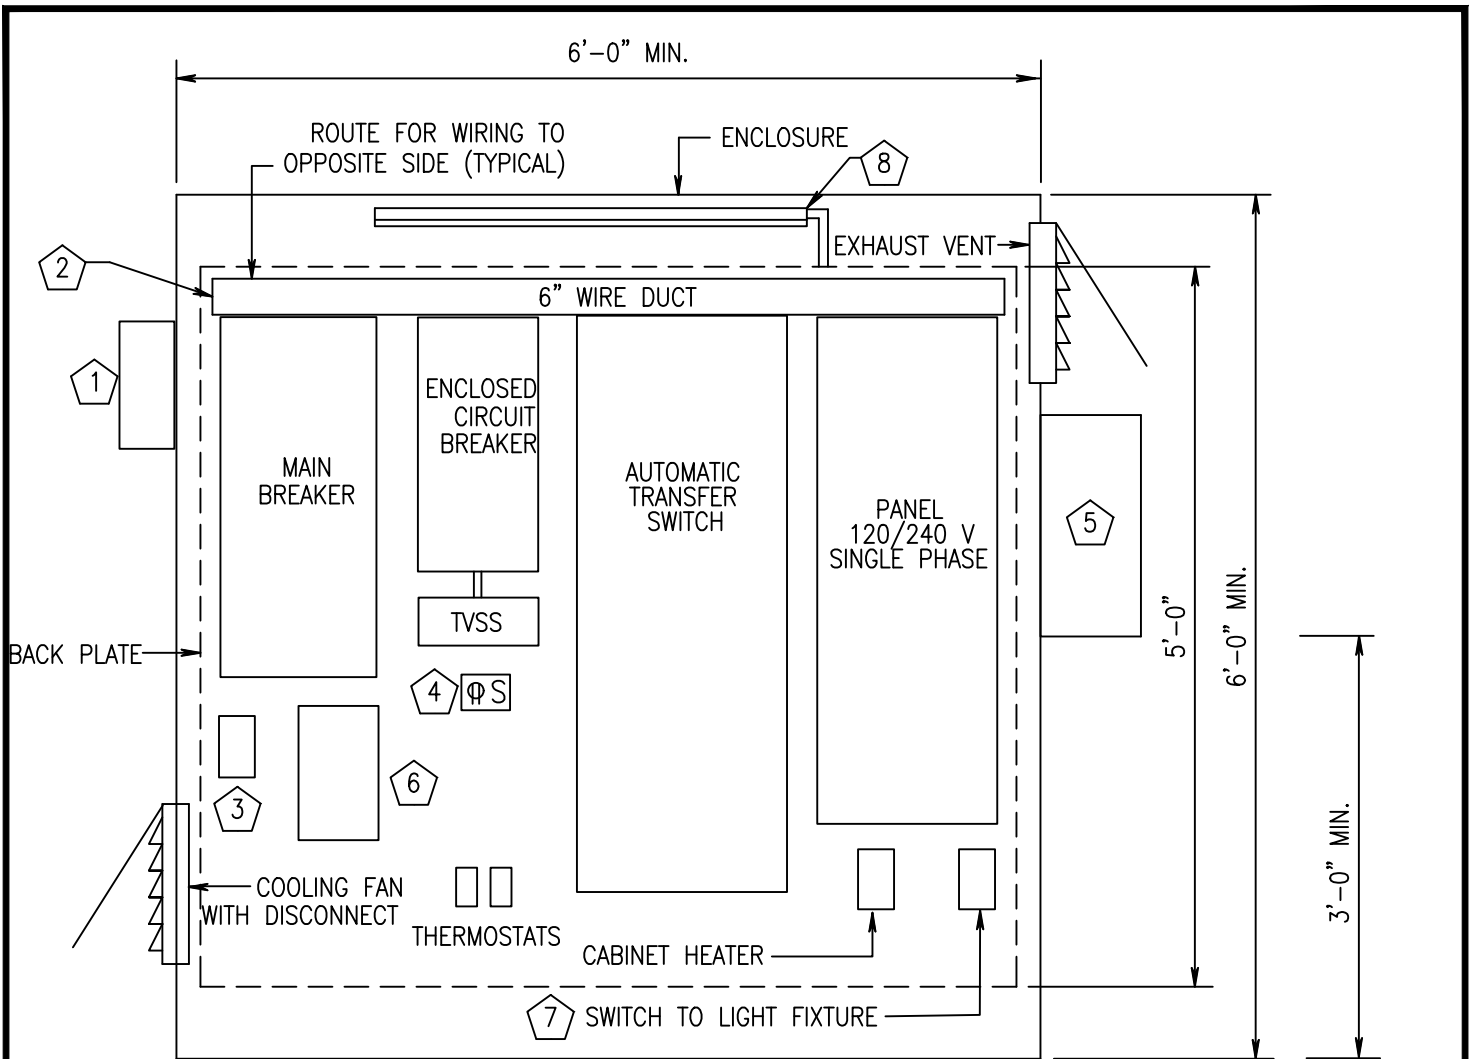 6'-0" MIN.
ROUTE FOR WIRING TO
OPPOSITE SIDE (TYPICAL)
ENCLOSURE
8
EXHAUST VENT
2
6" WIRE DUCT
1
ENCLOSED
CIRCUIT
BREAKER
MAIN
BREAKER
AUTOMATIC
TRANSFER
SWITCH
PANEL
120/240 V
SINGLE PHASE
5
TVSS
5'-0"
6'-0" MIN.
BACK PLATE
4
S
6
3
3'-0" MIN.
COOLING FAN
WITH DISCONNECT
THERMOSTATS
CABINET HEATER
7
SWITCH TO LIGHT FIXTURE